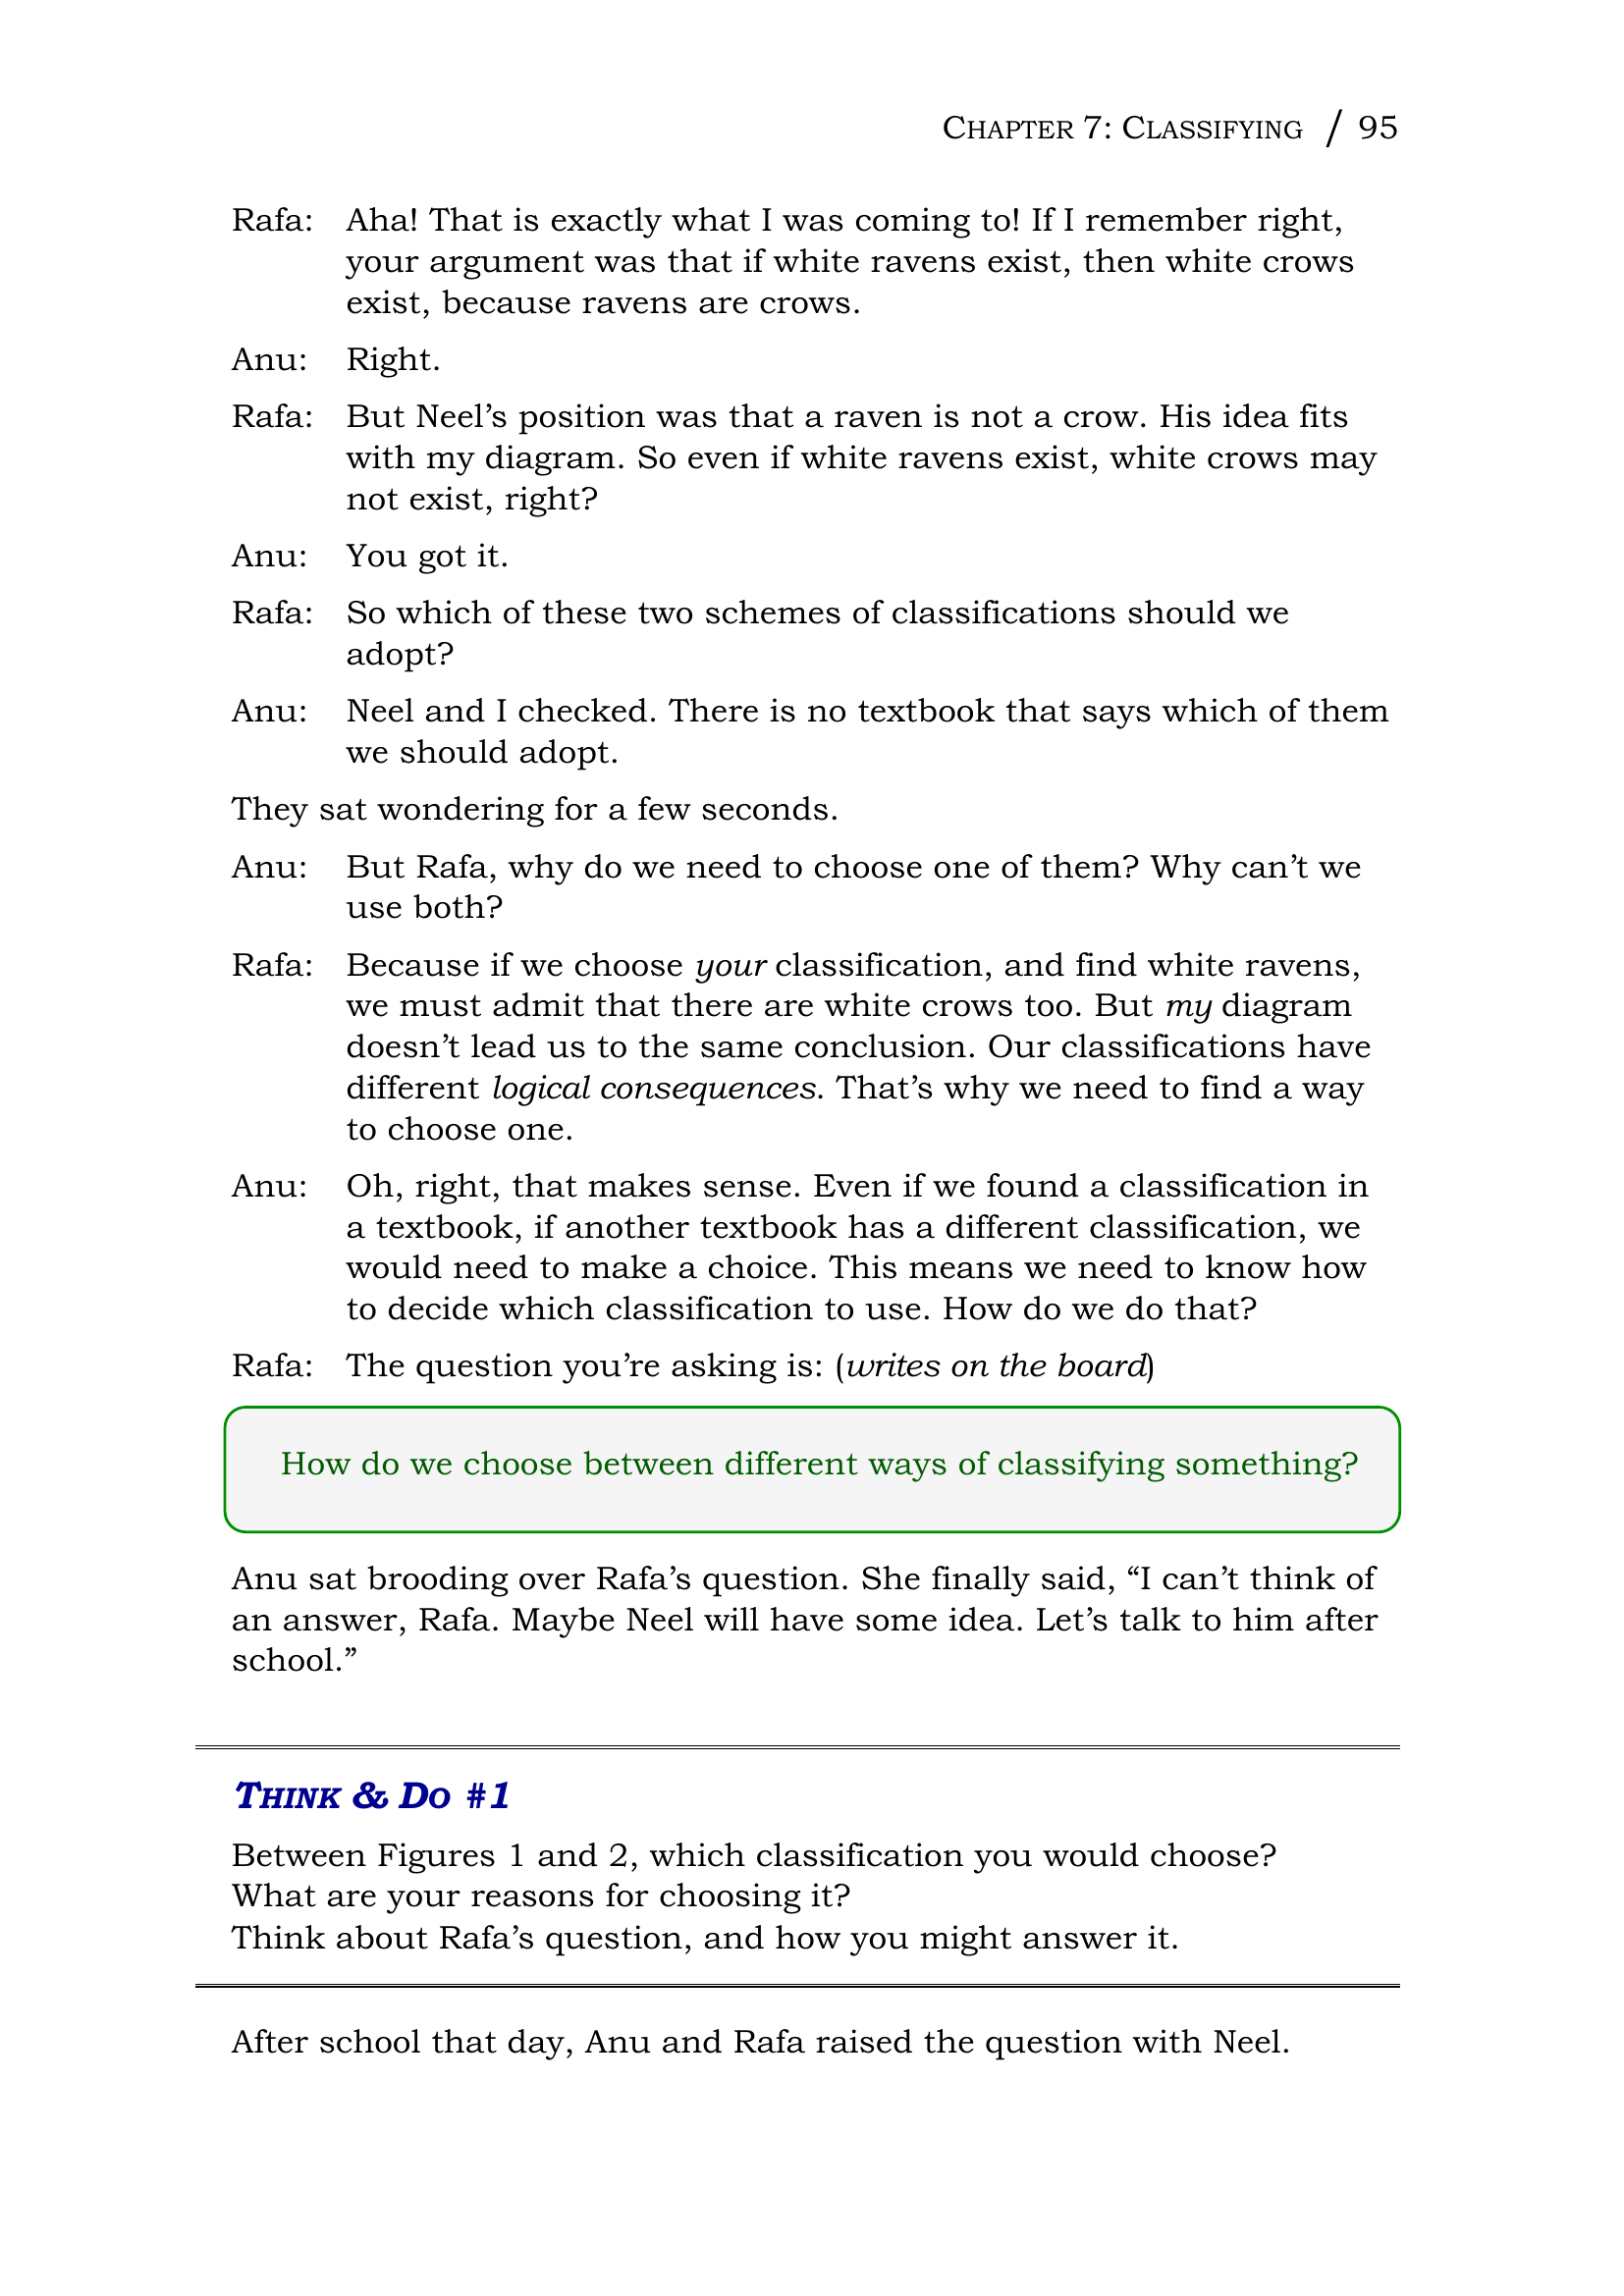 CHAPTER 7: CLASSIFYING / 95
Rafa: Aha! That is exactly what I was coming to! If I remember right,
your argument was that if white ravens exist, then white crows
exist, because ravens are crows.
Anu: Right.
Rafa: But Neel’s position was that a raven is not a crow. His idea fits
with my diagram. So even if white ravens exist, white crows may
not exist, right?
Anu: You got it.
Rafa: So which of these two schemes of classifications should we
adopt?
Anu: Neel and I checked. There is no textbook that says which of them
we should adopt.
They sat wondering for a few seconds.
Anu: But Rafa, why do we need to choose one of them? Why can’t we
use both?
Rafa: Because if we choose your classification, and find white ravens,
we must admit that there are white crows too. But my diagram
doesn’t lead us to the same conclusion. Our classifications have
different logical consequences. That’s why we need to find a way
to choose one.
Anu: Oh, right, that makes sense. Even if we found a classification in
a textbook, if another textbook has a different classification, we
would need to make a choice. This means we need to know how
to decide which classification to use. How do we do that?
Rafa: The question you’re asking is: (writes on the board)
How do we choose between different ways of classifying something?
Anu sat brooding over Rafa’s question. She finally said, “I can’t think of
an answer, Rafa. Maybe Neel will have some idea. Let’s talk to him after
school.”
THINK & DO #1
Between Figures 1 and 2, which classification you would choose?
What are your reasons for choosing it?
Think about Rafa’s question, and how you might answer it.
After school that day, Anu and Rafa raised the question with Neel.